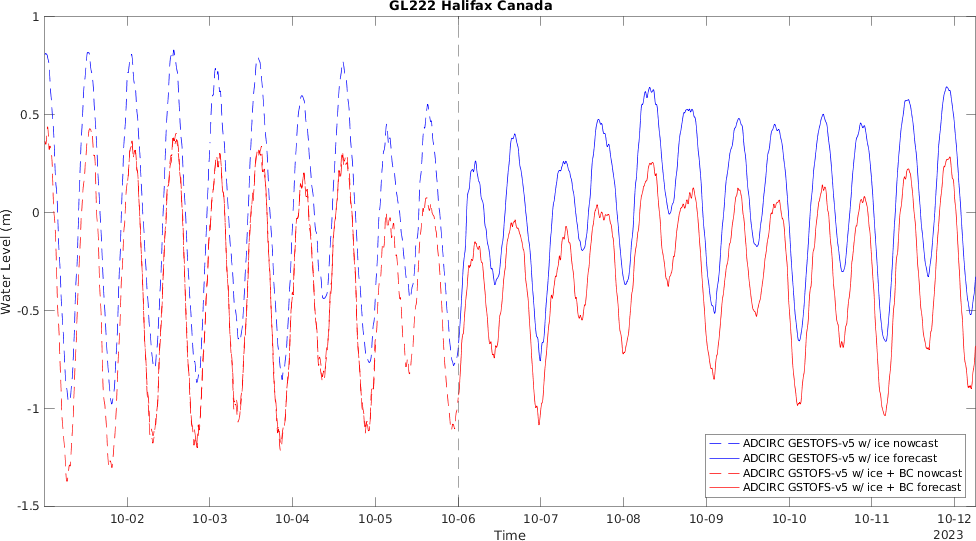 GL222 Halifax Canada
1
0.5
0
-0.5
-1
-1.5
Water Level (m)
10-02 10-03 10-04 10-05 10-06 10-07 10-08 10-09 10-10 10-11 10-12
Time
2023
ADCIRC GESTOFS-v5 w/ ice nowcast
ADCIRC GESTOFS-v5 w/ ice forecast
ADCIRC GSTOFS-v5 w/ ice + BC nowcast
ADCIRC GSTOFS-v5 w/ ice + BC forecast